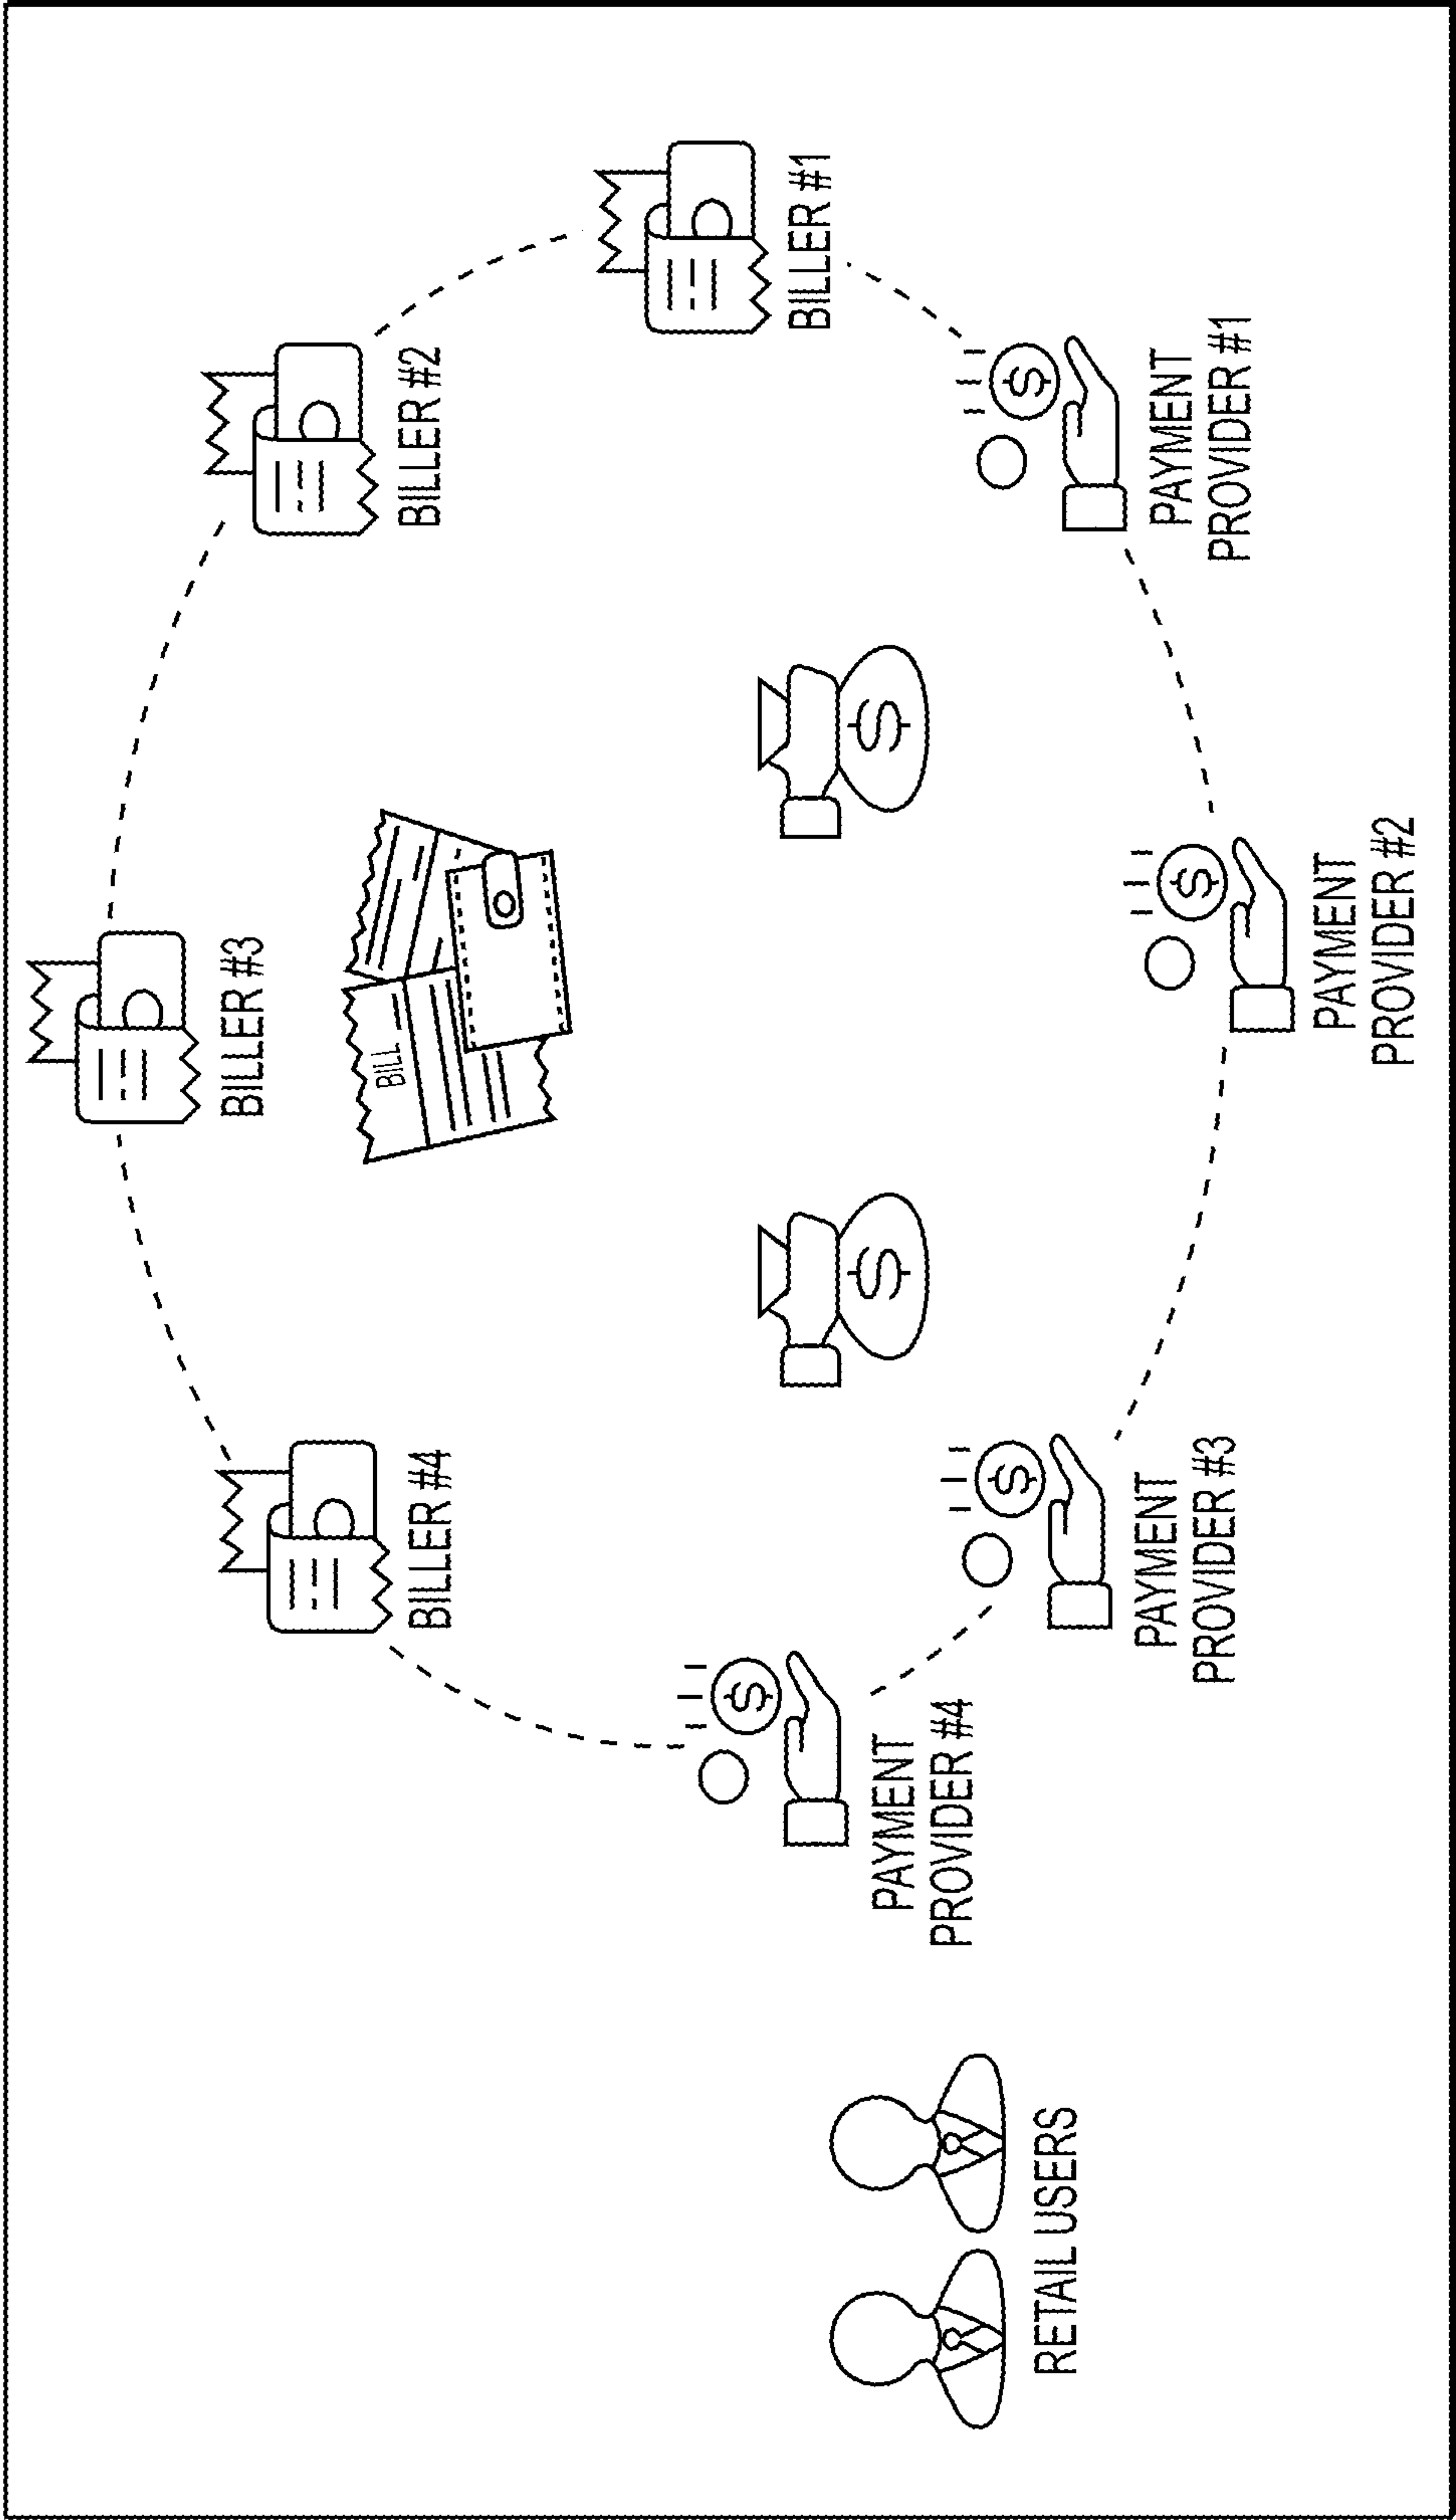 BILLER #3
BILLER #4
BILL
BILLER #2
BILLER #1
PAYMENT
PROVIDER #4
RETAIL USERS
PAYMENT
PROVIDER #3
PAYMENT
PROVIDER #1
PAYMENT
PROVIDER #2